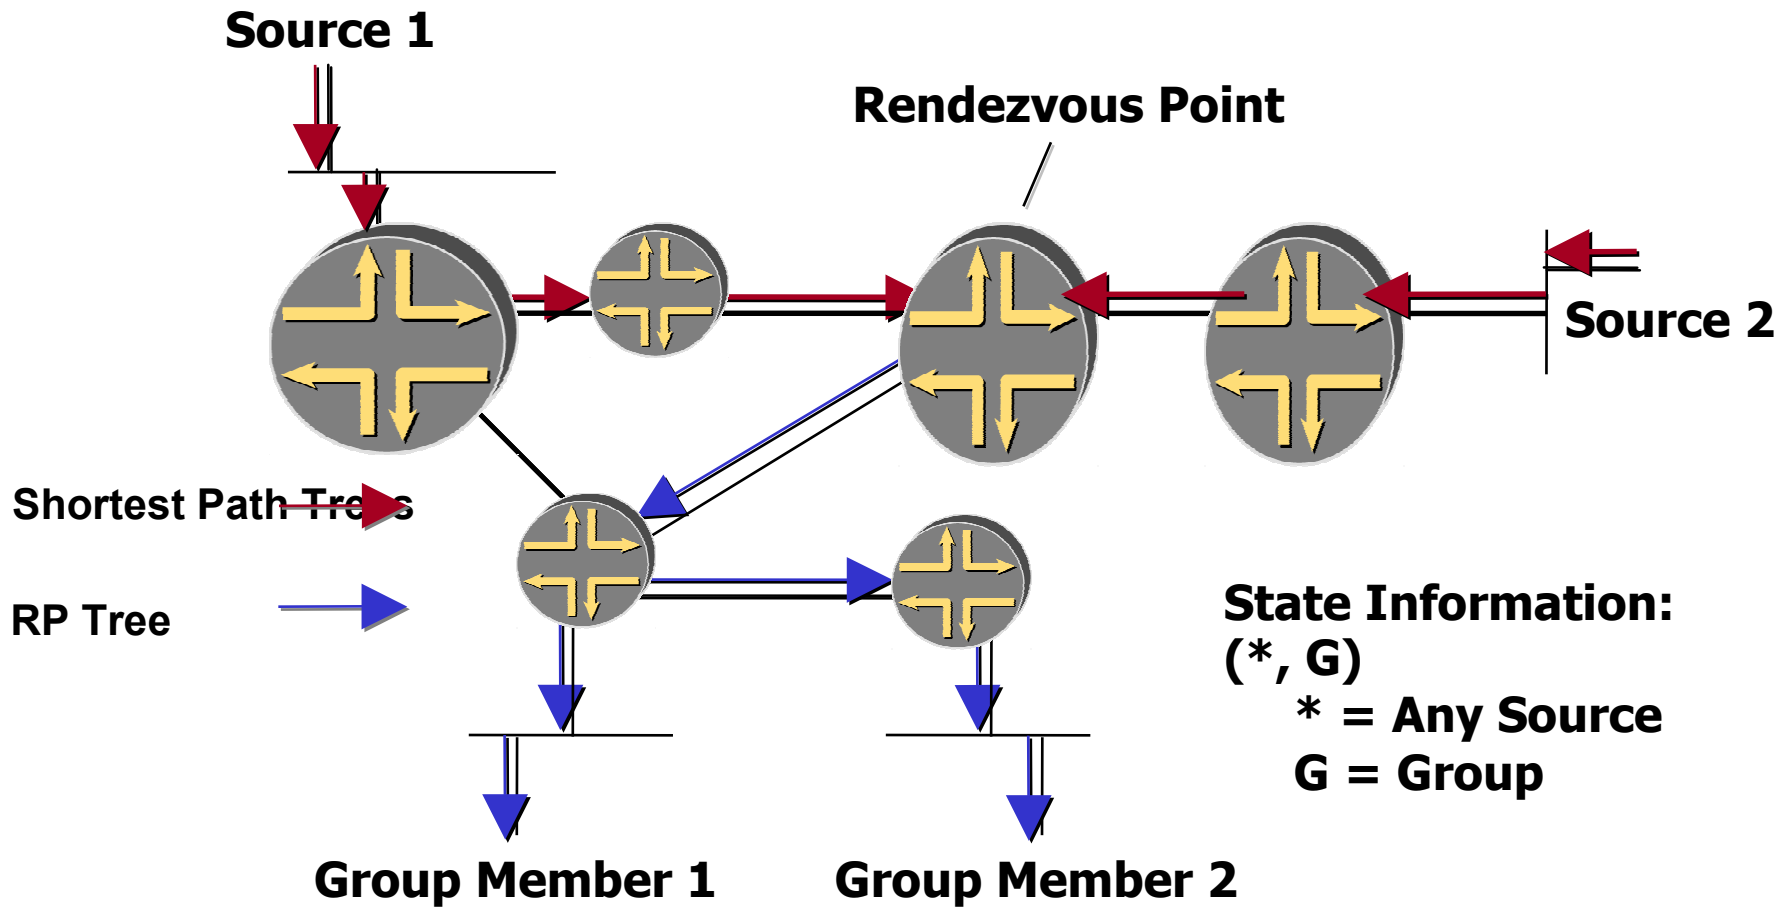 Source 1
Rendezvous Point
Source 2
Shortest Path Trees
RP Tree
State Information:
(*, G)
* = Any Source
G = Group
Group Member 1
Group Member 2